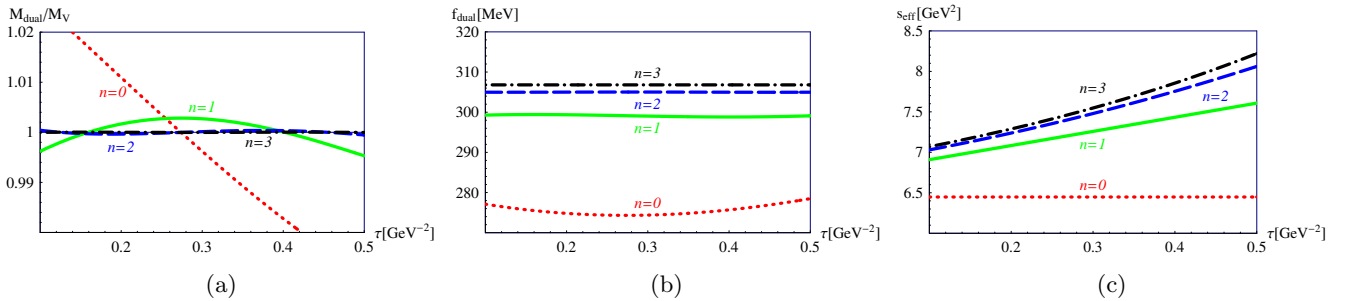 M_dual/M_V
1.02
1.01
1
0.99
n=0
n=1
n=2
n=3
0.2
0.3
0.4
0.5
τ[GeV⁻²]
(a)
f_dual[MeV]
320
310
300
290
280
n=3
n=2
n=1
n=0
0.2
0.3
0.4
0.5
τ[GeV⁻²]
(b)
s_eff[GeV²]
8.5
8
7.5
7
6.5
n=3
n=2
n=1
n=0
0.2
0.3
0.4
0.5
τ[GeV⁻²]
(c)